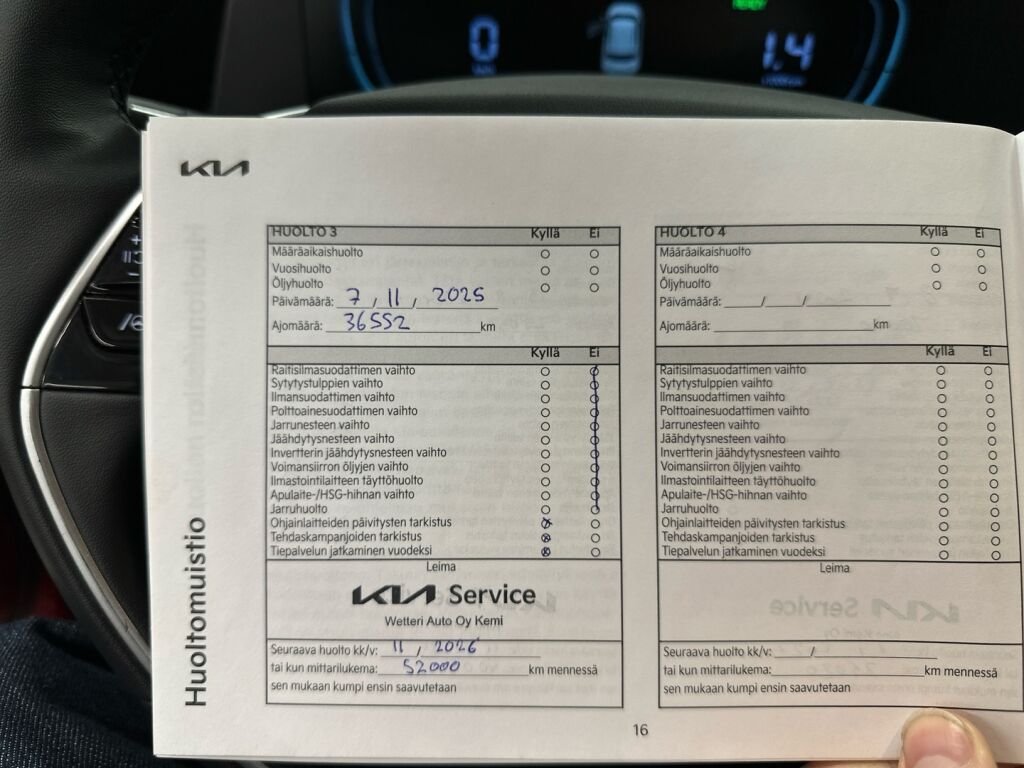 0
1,4
KIA
Huoltomuistio
HUOLTO 3 Kyllä Ei
Määräaikaishuolto
Vuosihuolto
Öljyhuolto
Päivämäärä: 7 / 11 / 2025
Ajomäärä: 36552 km
Kyllä Ei
Raitisilmasuodattimen vaihto
Sytytystulppien vaihto
Ilmansuodattimen vaihto
Polttoainesuodattimen vaihto
Jarrunesteen vaihto
Jäähdytysnesteen vaihto
Invertterin jäähdytysnesteen vaihto
Voimansiirron öljyjen vaihto
Ilmastointilaitteen täyttöhuolto
Apulaite-/HSG-hihnan vaihto
Jarruhuolto
Ohjainlaitteiden päivitysten tarkistus
Tehdaskampanjoiden tarkistus
Tiepalvelun jatkaminen vuodeksi
Leima
KIA Service
Wetteri Auto Oy Kemi
Seuraava huolto kk/v: 11 / 2026
tai kun mittarilukema: 52000 km mennessä
sen mukaan kumpi ensin saavutetaan
HUOLTO 4 Kyllä Ei
Määräaikaishuolto
Vuosihuolto
Öljyhuolto
Päivämäärä: / /
Ajomäärä: km
Kyllä Ei
Raitisilmasuodattimen vaihto
Sytytystulppien vaihto
Ilmansuodattimen vaihto
Polttoainesuodattimen vaihto
Jarrunesteen vaihto
Jäähdytysnesteen vaihto
Invertterin jäähdytysnesteen vaihto
Voimansiirron öljyjen vaihto
Ilmastointilaitteen täyttöhuolto
Apulaite-/HSG-hihnan vaihto
Jarruhuolto
Ohjainlaitteiden päivitysten tarkistus
Tehdaskampanjoiden tarkistus
Tiepalvelun jatkaminen vuodeksi
Leima
Seuraava huolto kk/v: /
tai kun mittarilukema: km mennessä
sen mukaan kumpi ensin saavutetaan
16